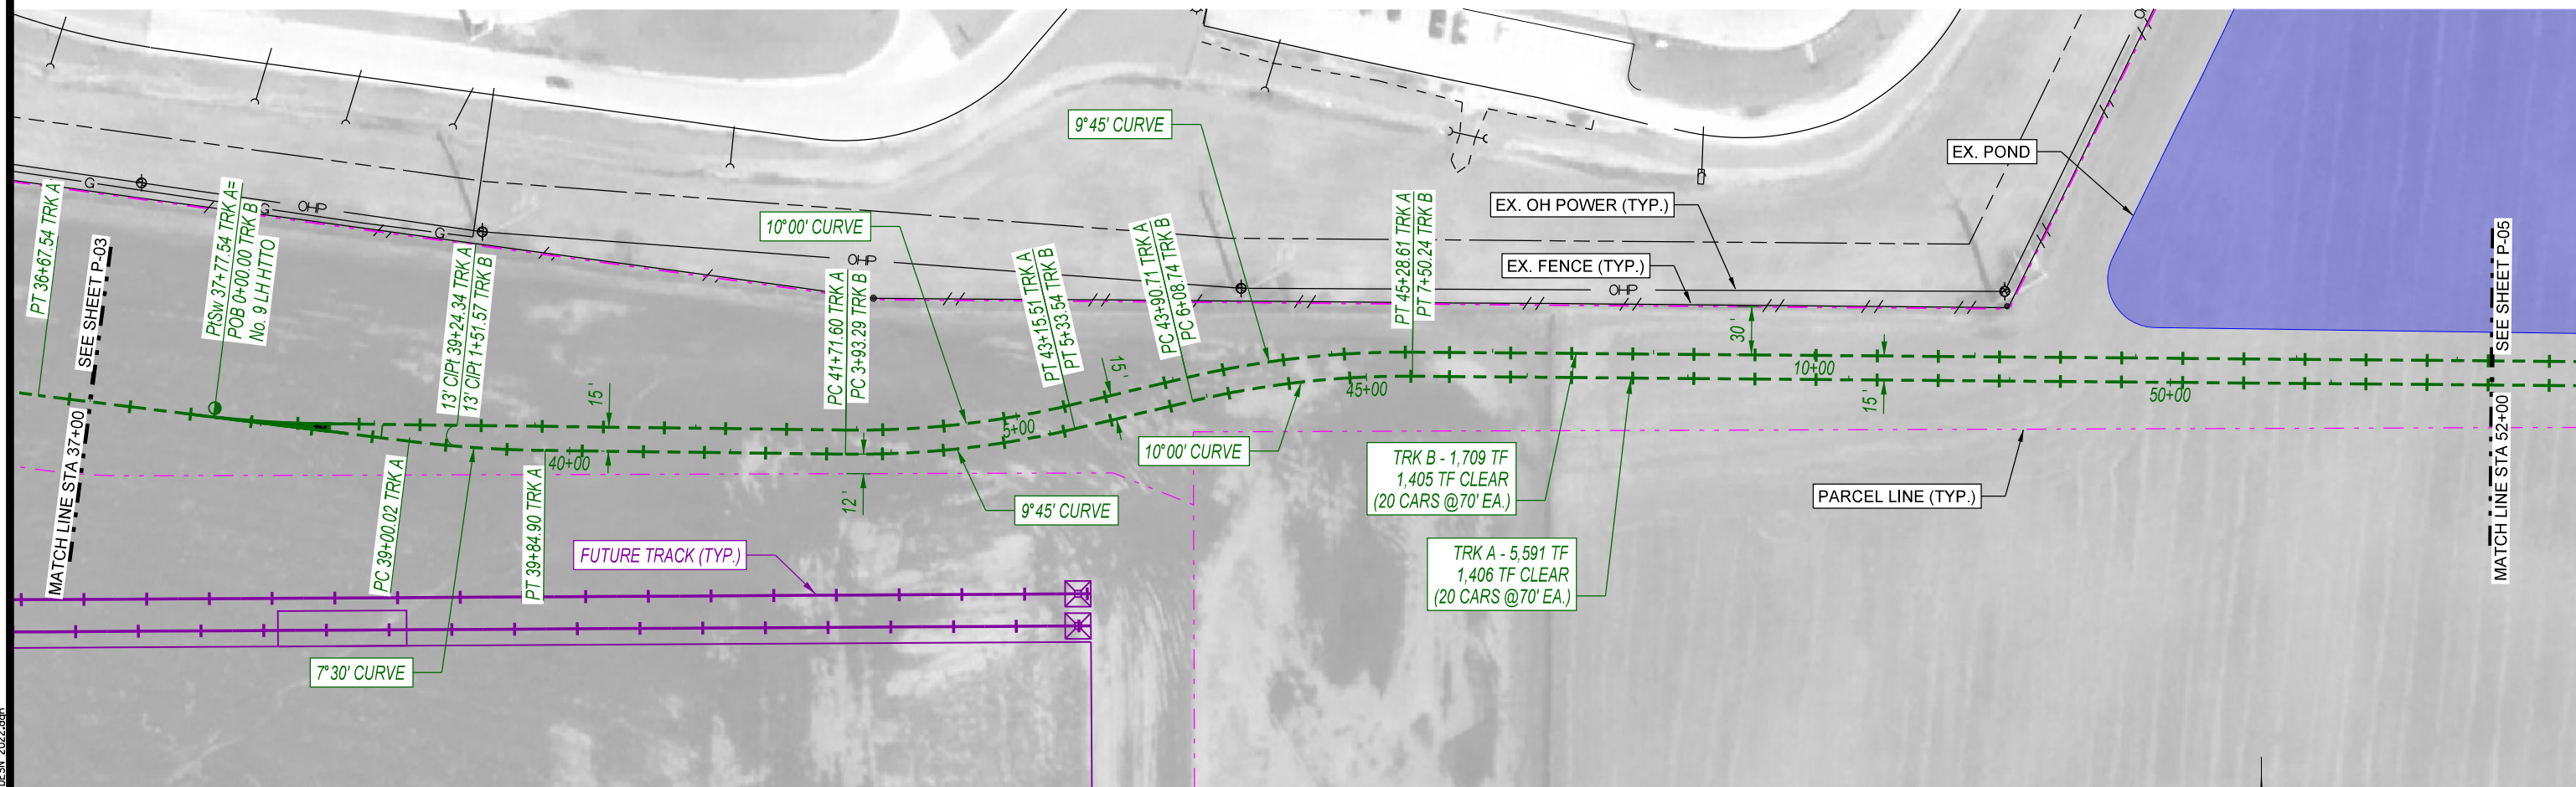 PT 36+67.54 TRK A
SEE SHEET P-03
MATCH LINE STA 37+00
PtSw 37+77.54 TRK A=
POB 0+00.00 TRK B
No. 9 LH HTTO
G
G
OHP
G
13' ClPt 39+24.34 TRK A
13' ClPt 1+51.57 TRK B
PC 39+00.02 TRK A
PT 39+84.90 TRK A
7°30' CURVE
15'
40+00
FUTURE TRACK (TYP.)
10°00' CURVE
OHP
PC 41+71.60 TRK A
PC 3+93.29 TRK B
12'
5+00
9°45' CURVE
PT 43+15.51 TRK A
PT 5+33.54 TRK B
15'
9°45' CURVE
PC 43+90.71 TRK A
PC 6+08.74 TRK B
10°00' CURVE
45+00
PT 45+28.61 TRK A
PT 7+50.24 TRK B
TRK B - 1,709 TF
1,405 TF CLEAR
(20 CARS @70' EA.)
TRK A - 5,591 TF
1,406 TF CLEAR
(20 CARS @70' EA.)
EX. OH POWER (TYP.)
EX. FENCE (TYP.)
OHP
30'
10+00
15'
PARCEL LINE (TYP.)
EX. POND
50+00
SEE SHEET P-05
MATCH LINE STA 52+00